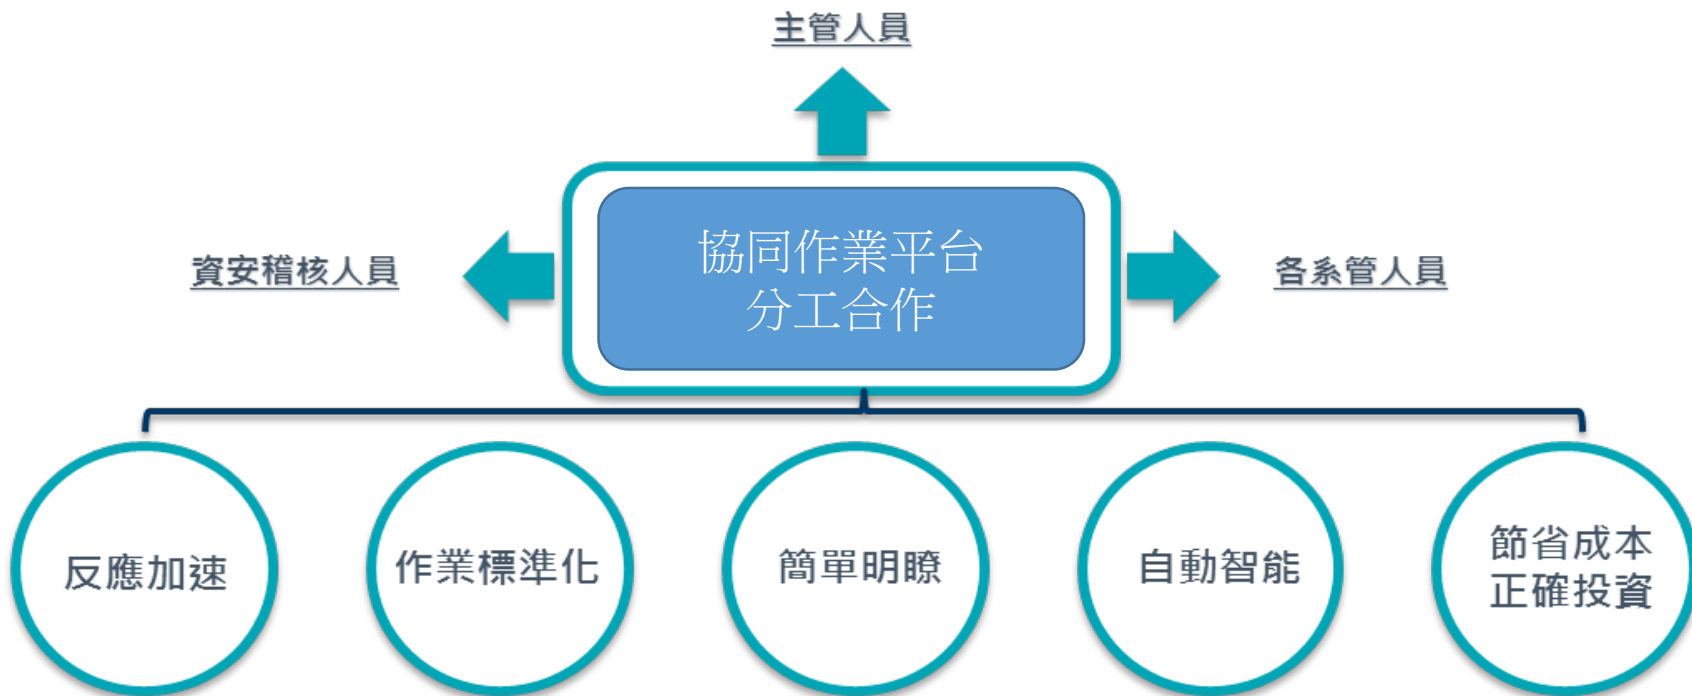 主管人員
資安稽核人員
協同作業平台
分工合作
各系管人員
反應加速
作業標準化
簡單明瞭
自動智能
節省成本
正確投資